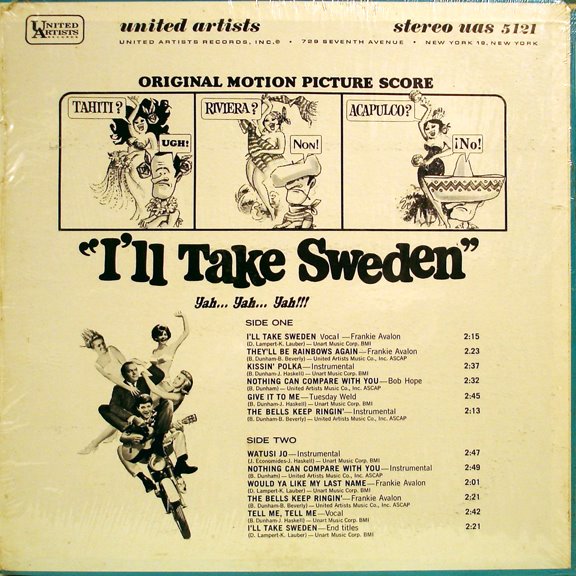 UNITED ARTISTS RECORDS
united artists
stereo uas 5121
UNITED ARTISTS RECORDS, INC.® • 729 SEVENTH AVENUE • NEW YORK 19, NEW YORK
ORIGINAL MOTION PICTURE SCORE
TAHITI?
UGH!
RIVIERA?
NON!
ACAPULCO?
¡NO!
"I'll Take Sweden"
Yah... Yah... Yah!!!
SIDE ONE
I'LL TAKE SWEDEN Vocal — Frankie Avalon 2:15
(D. Lampert-K. Lauber) — Unart Music Corp. BMI
THEY'LL BE RAINBOWS AGAIN — Frankie Avalon 2.23
(B. Dunham-B. Beverly) — United Artists Music Co., Inc. ASCAP
KISSIN' POLKA — Instrumental 2:37
(B. Dunham-J. Haskell) — Unart Music Corp. BMI
NOTHING CAN COMPARE WITH YOU — Bob Hope 2:32
(B. Dunham) — United Artists Music Co., Inc. ASCAP
GIVE IT TO ME — Tuesday Weld 2:45
(B. Dunham-J. Haskell) — Unart Music Corp. BMI
THE BELLS KEEP RINGIN' — Instrumental 2:13
(B. Dunham-B. Beverly) — United Artists Music Co., Inc. ASCAP
SIDE TWO
WATUSI JO — Instrumental 2:47
(J. Economides-J. Haskell) — Unart Music Corp. BMI
NOTHING CAN COMPARE WITH YOU — Instrumental 2:49
(B. Dunham) — United Artists Music Co., Inc. ASCAP
WOULD YA LIKE MY LAST NAME — Frankie Avalon 2:01
(D. Lampert-K. Lauber) — Unart Music Corp. BMI
THE BELLS KEEP RINGIN' — Frankie Avalon 2:21
(B. Dunham-B. Beverly) — United Artists Music Co., Inc. ASCAP
TELL ME, TELL ME — Vocal 2:42
(B. Dunham-J. Haskell) — Unart Music Corp. BMI
I'LL TAKE SWEDEN — End titles 2:21
(D. Lampert-K. Lauber) — Unart Music Corp. BMI